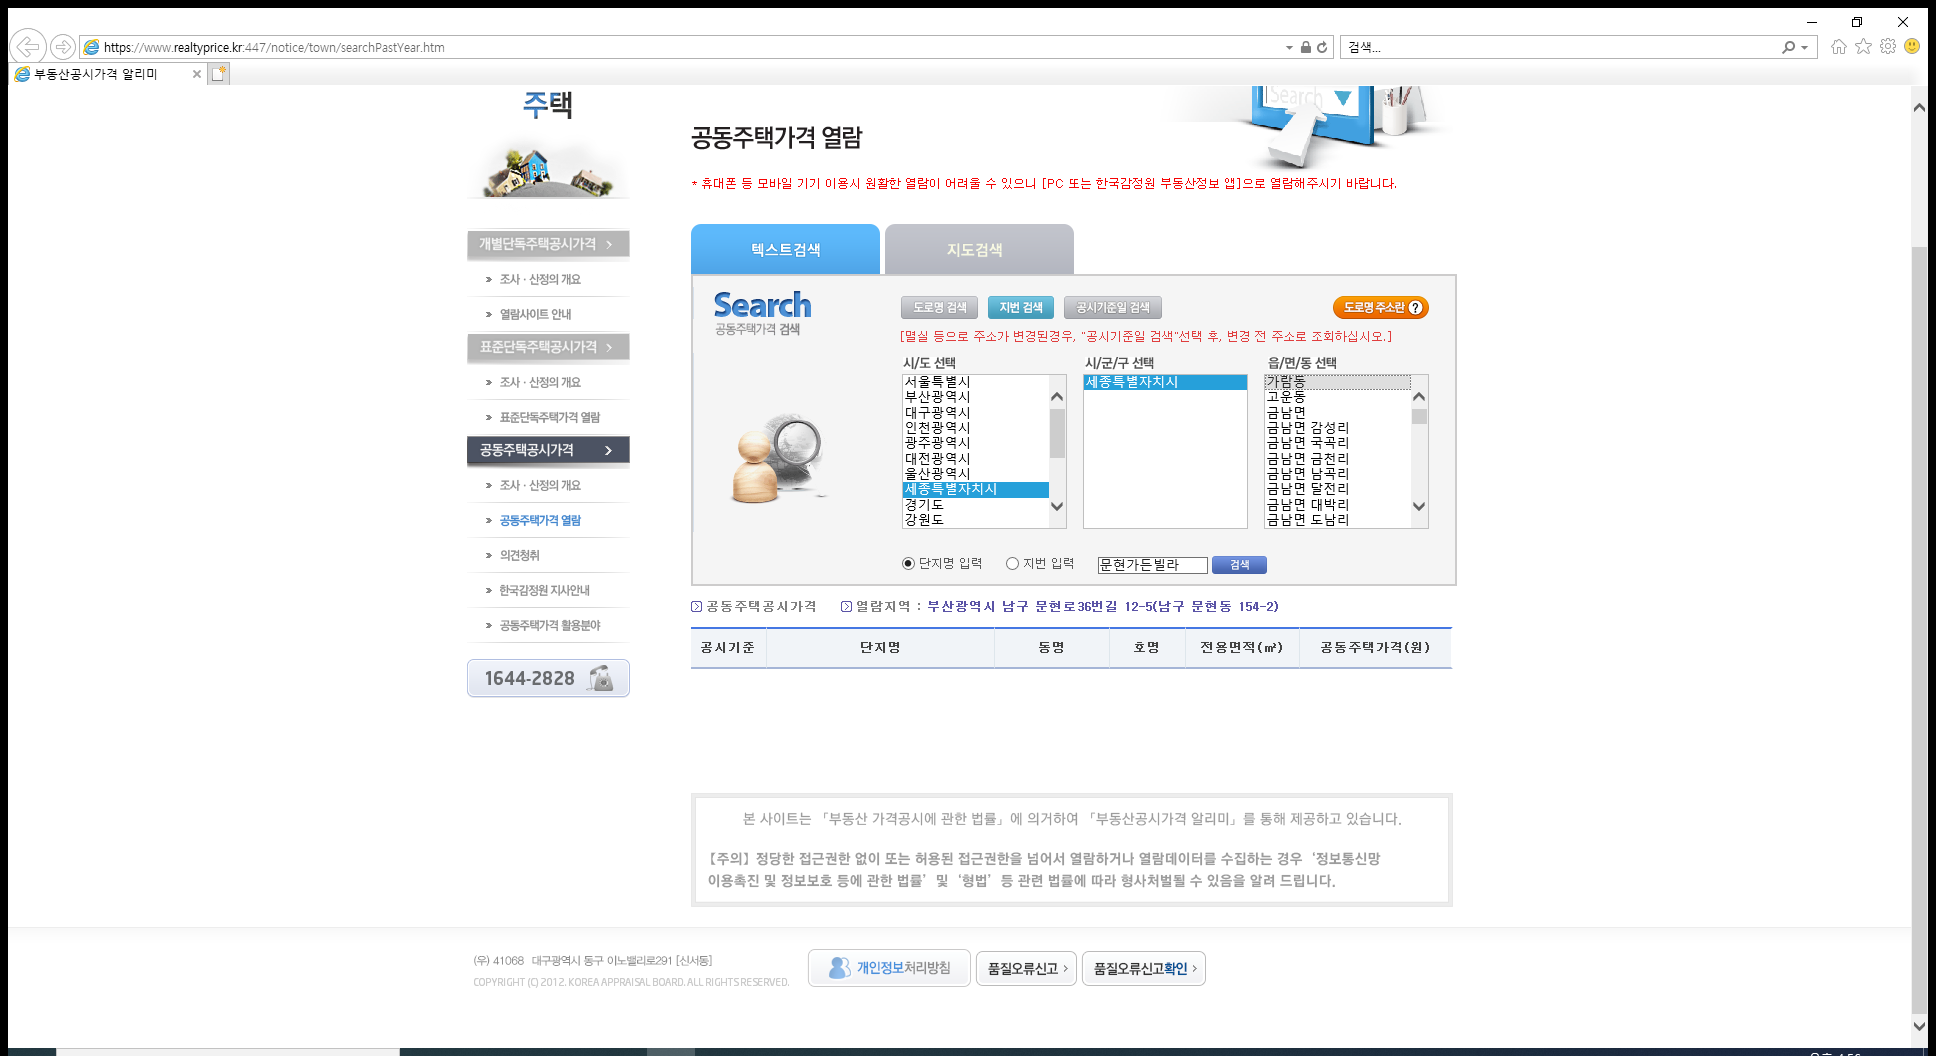 https://www.realtyprice.kr:447/notice/town/searchPastYear.htm
검색...
부동산공시가격 알리미
주택
Search
공동주택가격 열람
* 휴대폰 등 모바일 기기 이용시 원활한 열람이 어려울 수 있으니 [PC 또는 한국감정원 부동산정보 앱]으로 열람해주시기 바랍니다.
텍스트검색
지도검색
개별단독주택공시가격
조사 · 산정의 개요
열람사이트 안내
표준단독주택공시가격
조사 · 산정의 개요
표준단독주택가격 열람
공동주택공시가격
조사 · 산정의 개요
공동주택가격 열람
의견청취
한국감정원 지사안내
공동주택가격 활용분야
1644-2828
Search
공동주택가격 검색
도로명 검색
지번 검색
공시기준일 검색
도로명 주소란 ?
[멸실 등으로 주소가 변경된경우, "공시기준일 검색"선택 후, 변경 전 주소로 조회하십시오.]
시/도 선택
서울특별시
부산광역시
대구광역시
인천광역시
광주광역시
대전광역시
울산광역시
세종특별자치시
경기도
강원도
시/군/구 선택
세종특별자치시
읍/면/동 선택
가람동
고운동
금남면
금남면 감성리
금남면 국곡리
금남면 금천리
금남면 남곡리
금남면 달전리
금남면 대박리
금남면 도남리
단지명 입력
지번 입력
문현가든빌라
검색
공동주택공시가격
열람지역 : 부산광역시 남구 문현로36번길 12-5(남구 문현동 154-2)
공시기준 단지명 동명 호명 전용면적(㎡) 공동주택가격(원)
본 사이트는 「부동산 가격공시에 관한 법률」에 의거하여 「부동산공시가격 알리미」를 통해 제공하고 있습니다.
【주의】 정당한 접근권한 없이 또는 허용된 접근권한을 넘어서 열람하거나 열람데이터를 수집하는 경우 ‘정보통신망
이용촉진 및 정보보호 등에 관한 법률’ 및 ‘형법’ 등 관련 법률에 따라 형사처벌될 수 있음을 알려 드립니다.
(우) 41068 대구광역시 동구 이노밸리로291 [신서동]
COPYRIGHT (C) 2012. KOREA APPRAISAL BOARD. ALL RIGHTS RESERVED.
개인정보처리방침
품질오류신고
품질오류신고확인